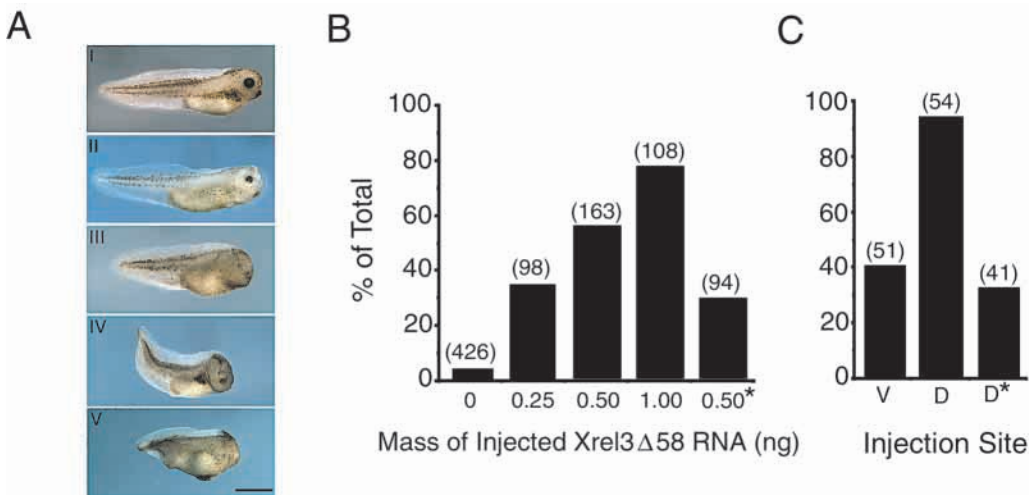 A
I
II
III
IV
V
B
% of Total
100
80
60
40
20
0
(426)
(98)
(163)
(108)
(94)
0 0.25 0.50 1.00 0.50*
Mass of Injected Xrel3Δ58 RNA (ng)
C
100
80
60
40
20
0
(51)
(54)
(41)
V D D*
Injection Site